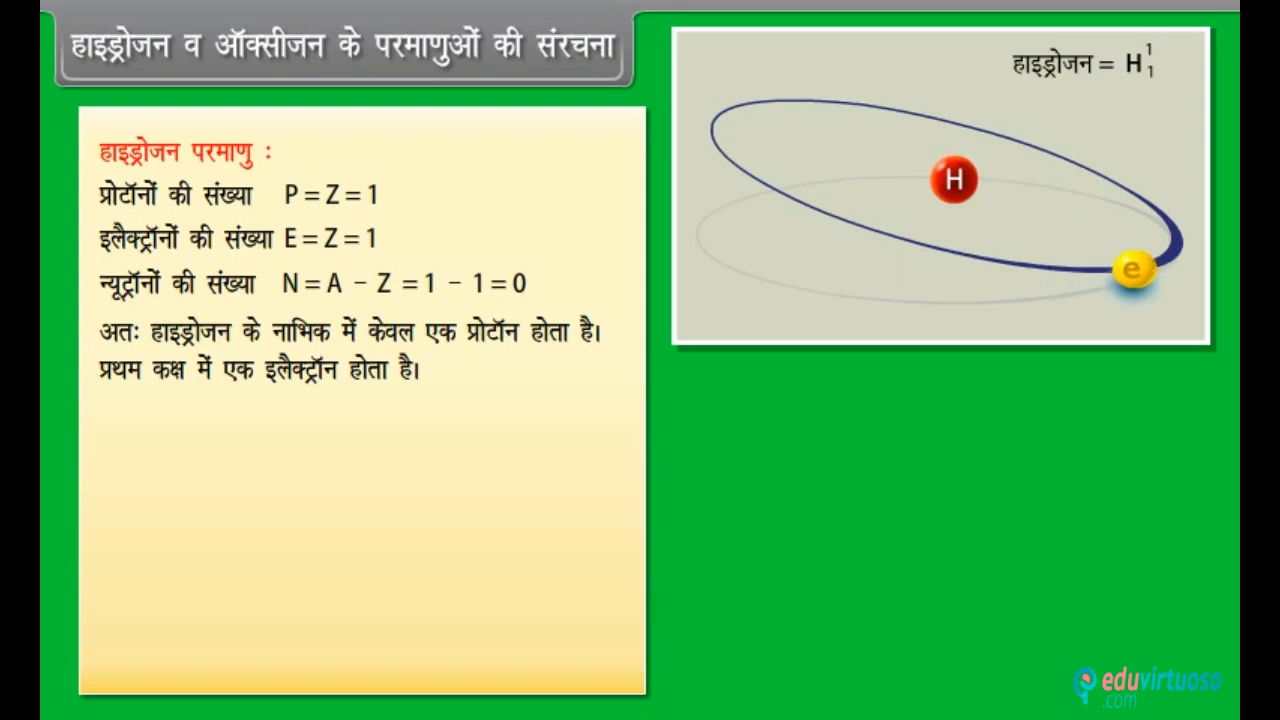 हाइड्रोजन व ऑक्सीजन के परमाणुओं की संरचना
हाइड्रोजन परमाणु :
प्रोटॉनों की संख्या P = Z = 1
इलैक्ट्रॉनों की संख्या E = Z = 1
न्यूट्रॉनों की संख्या N = A - Z = 1 - 1 = 0
अतः हाइड्रोजन के नाभिक में केवल एक प्रोटॉन होता है।
प्रथम कक्ष में एक इलैक्ट्रॉन होता है।
हाइड्रोजन = H¹₁
H
e
eduvirtuoso
.com